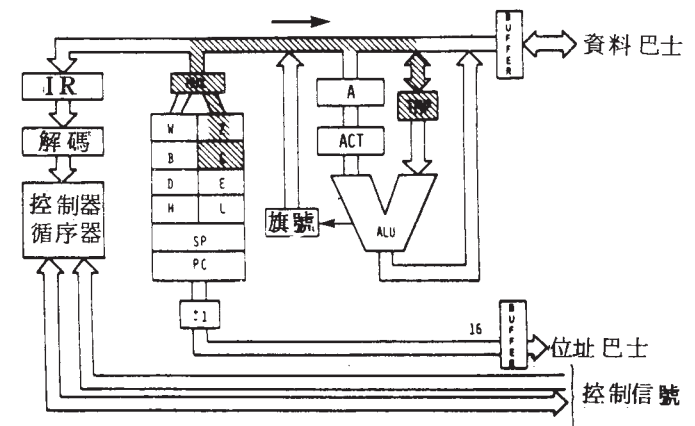 BUFFER
資料巴士
IR
解碼
控制器
循序器
W
B C
D E
H L
SP
PC
A
ACT
ALU
旗號
16
BUFFER
位址巴士
控制信號